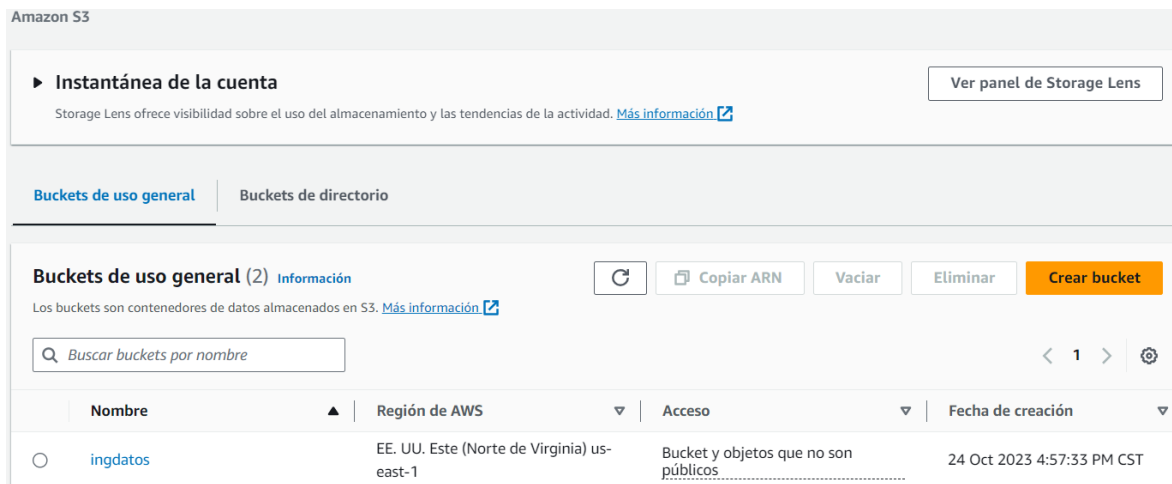 Amazon S3
Instantánea de la cuenta
Ver panel de Storage Lens
Storage Lens ofrece visibilidad sobre el uso del almacenamiento y las tendencias de la actividad. Más información
Buckets de uso general
Buckets de directorio
Buckets de uso general (2) Información
Copiar ARN
Vaciar
Eliminar
Crear bucket
Los buckets son contenedores de datos almacenados en S3. Más información
Buscar buckets por nombre
1
Nombre
Región de AWS
Acceso
Fecha de creación
ingdatos
EE. UU. Este (Norte de Virginia) us-
east-1
Bucket y objetos que no son
públicos
24 Oct 2023 4:57:33 PM CST